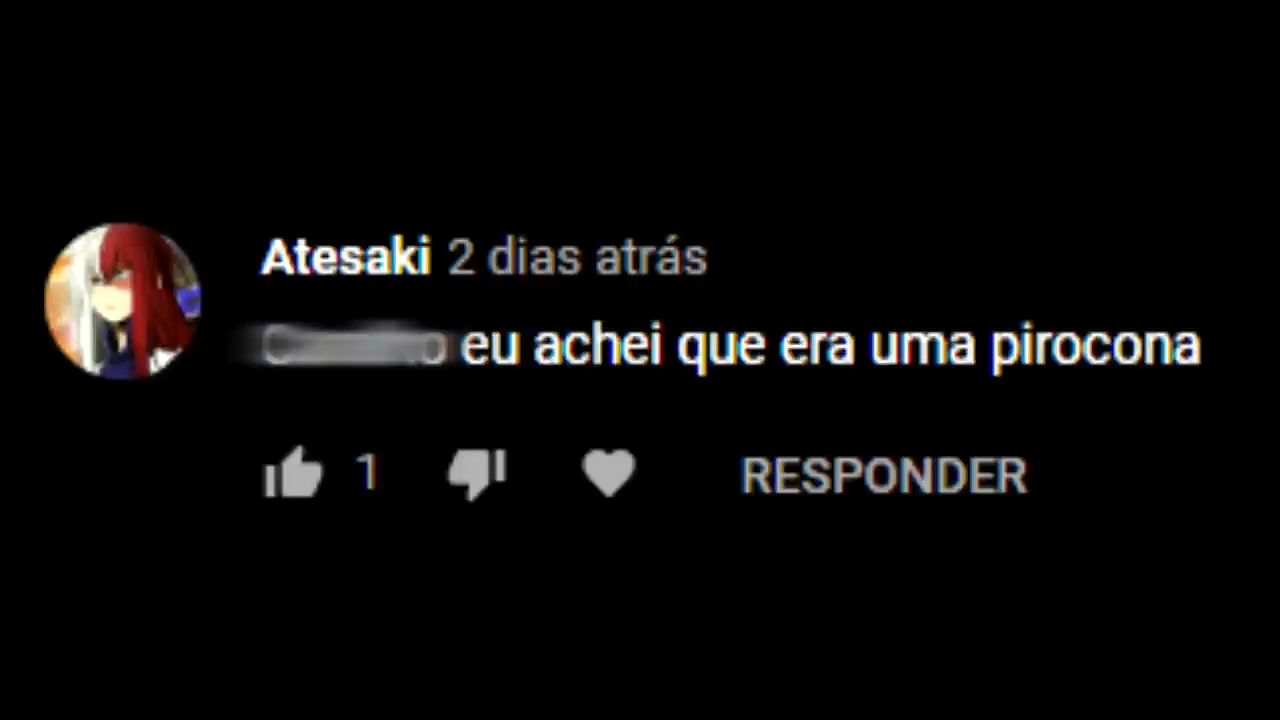 Atesaki 2 dias atrás
eu achei que era uma pirocona
1
RESPONDER